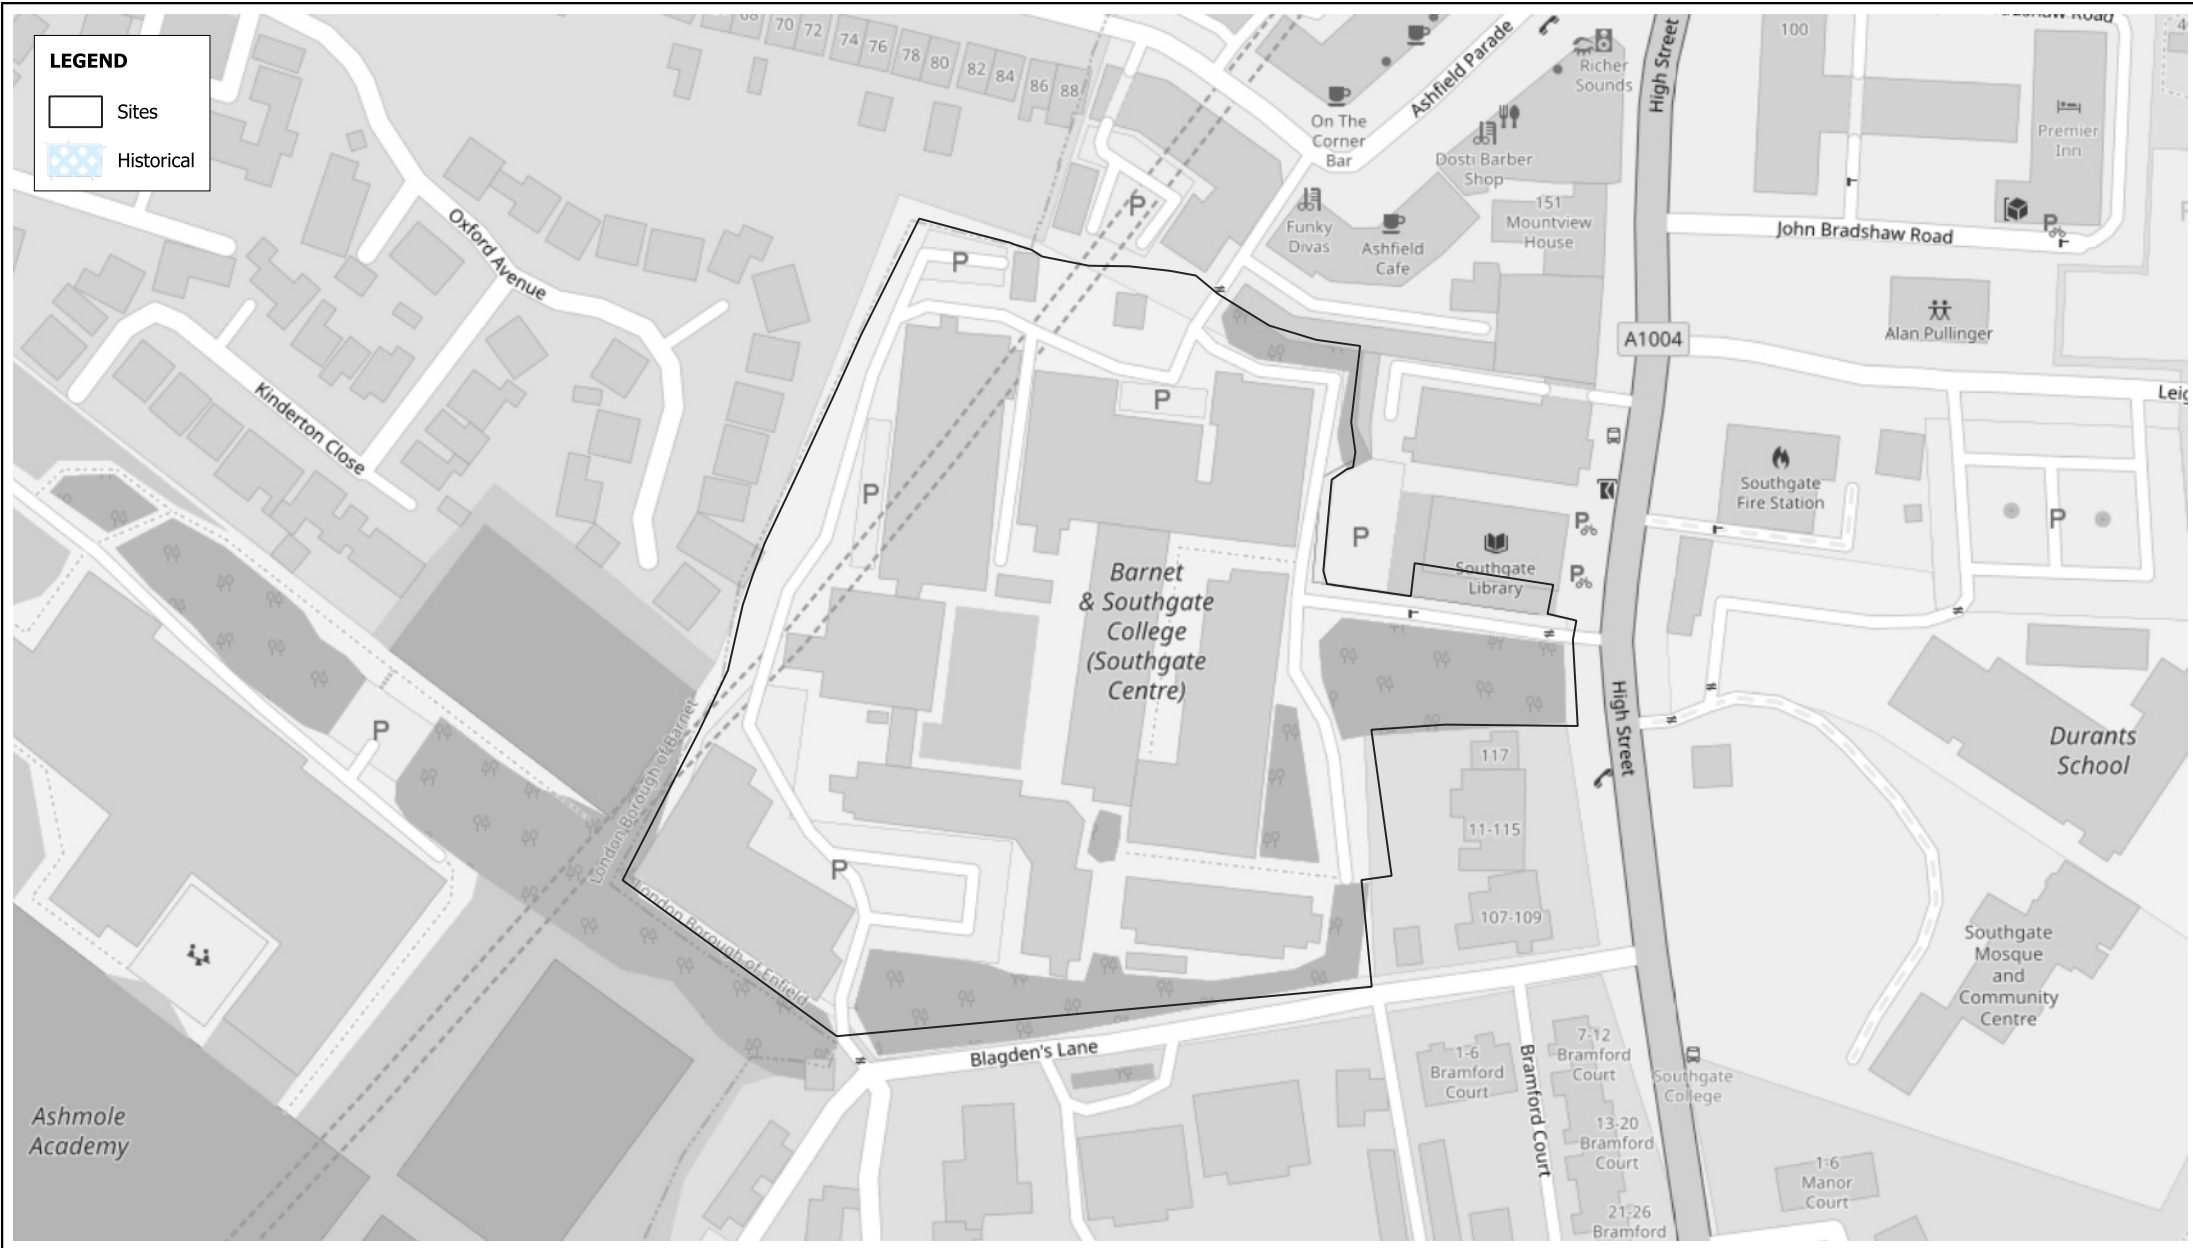 LEGEND
Sites
Historical
68
70
72
74
76
78
80
82
84
86
88
P
On The
Corner
Bar
Ashfield Parade
High Street
Richer
Sounds
Dosti Barber
Shop
Funky
Divas
Ashfield
Cafe
151
Mountview
House
100
Premier
Inn
P
John Bradshaw Road
Alan Pullinger
A1004
Oxford Avenue
Kinderton Close
P
P
P
P
Southgate
Library
P
P
Southgate
Fire Station
P
Barnet
& Southgate
College
(Southgate
Centre)
High Street
117
11-115
107-109
Durants
School
Southgate
Mosque
and
Community
Centre
P
P
London Borough of Barnet
London Borough of Enfield
Blagden's Lane
Ashmole
Academy
1-6
Bramford
Court
Bramford Court
7-12
Bramford
Court
13-20
Bramford
Court
21-26
Bramford
Southgate
College
1-6
Manor
Court